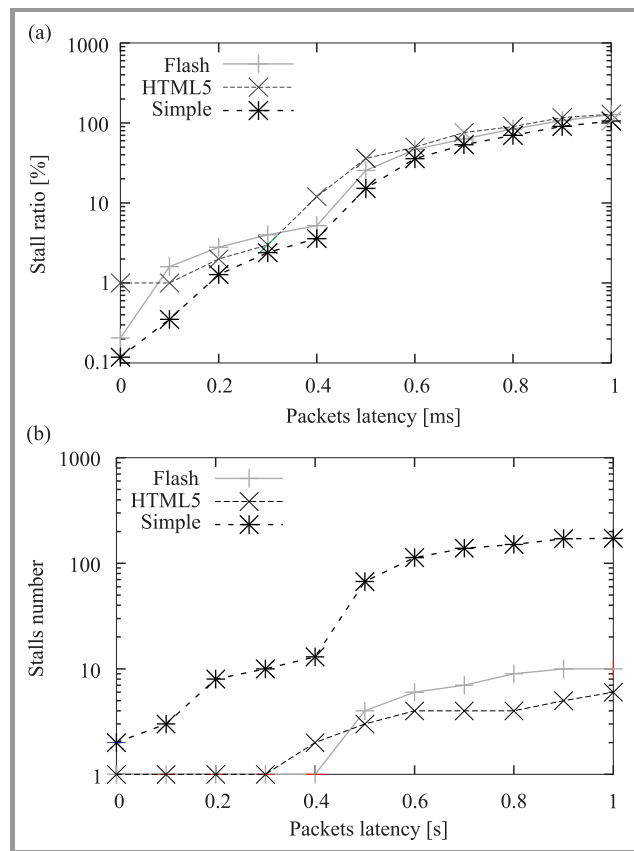 (a)
1000
Flash
HTML5
Simple
100
10
1
0.1
Stall ratio [%]
0 0.2 0.4 0.6 0.8 1
Packets latency [ms]
(b)
1000
Flash
HTML5
Simple
100
10
1
Stalls number
0 0.2 0.4 0.6 0.8 1
Packets latency [s]